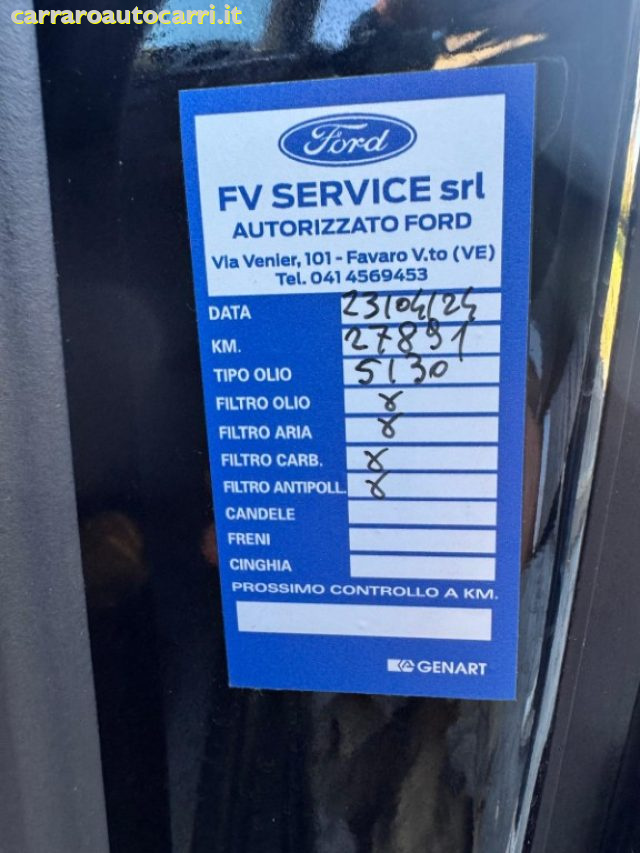 carraroautocarri.it
Ford
FV SERVICE srl
AUTORIZZATO FORD
Via Venier, 101 - Favaro V.to (VE)
Tel. 041 4569453
DATA 23/04/24
KM. 27891
TIPO OLIO 5/30
FILTRO OLIO X
FILTRO ARIA X
FILTRO CARB. X
FILTRO ANTIPOLL. X
CANDELE
FRENI
CINGHIA
PROSSIMO CONTROLLO A KM.
GENART